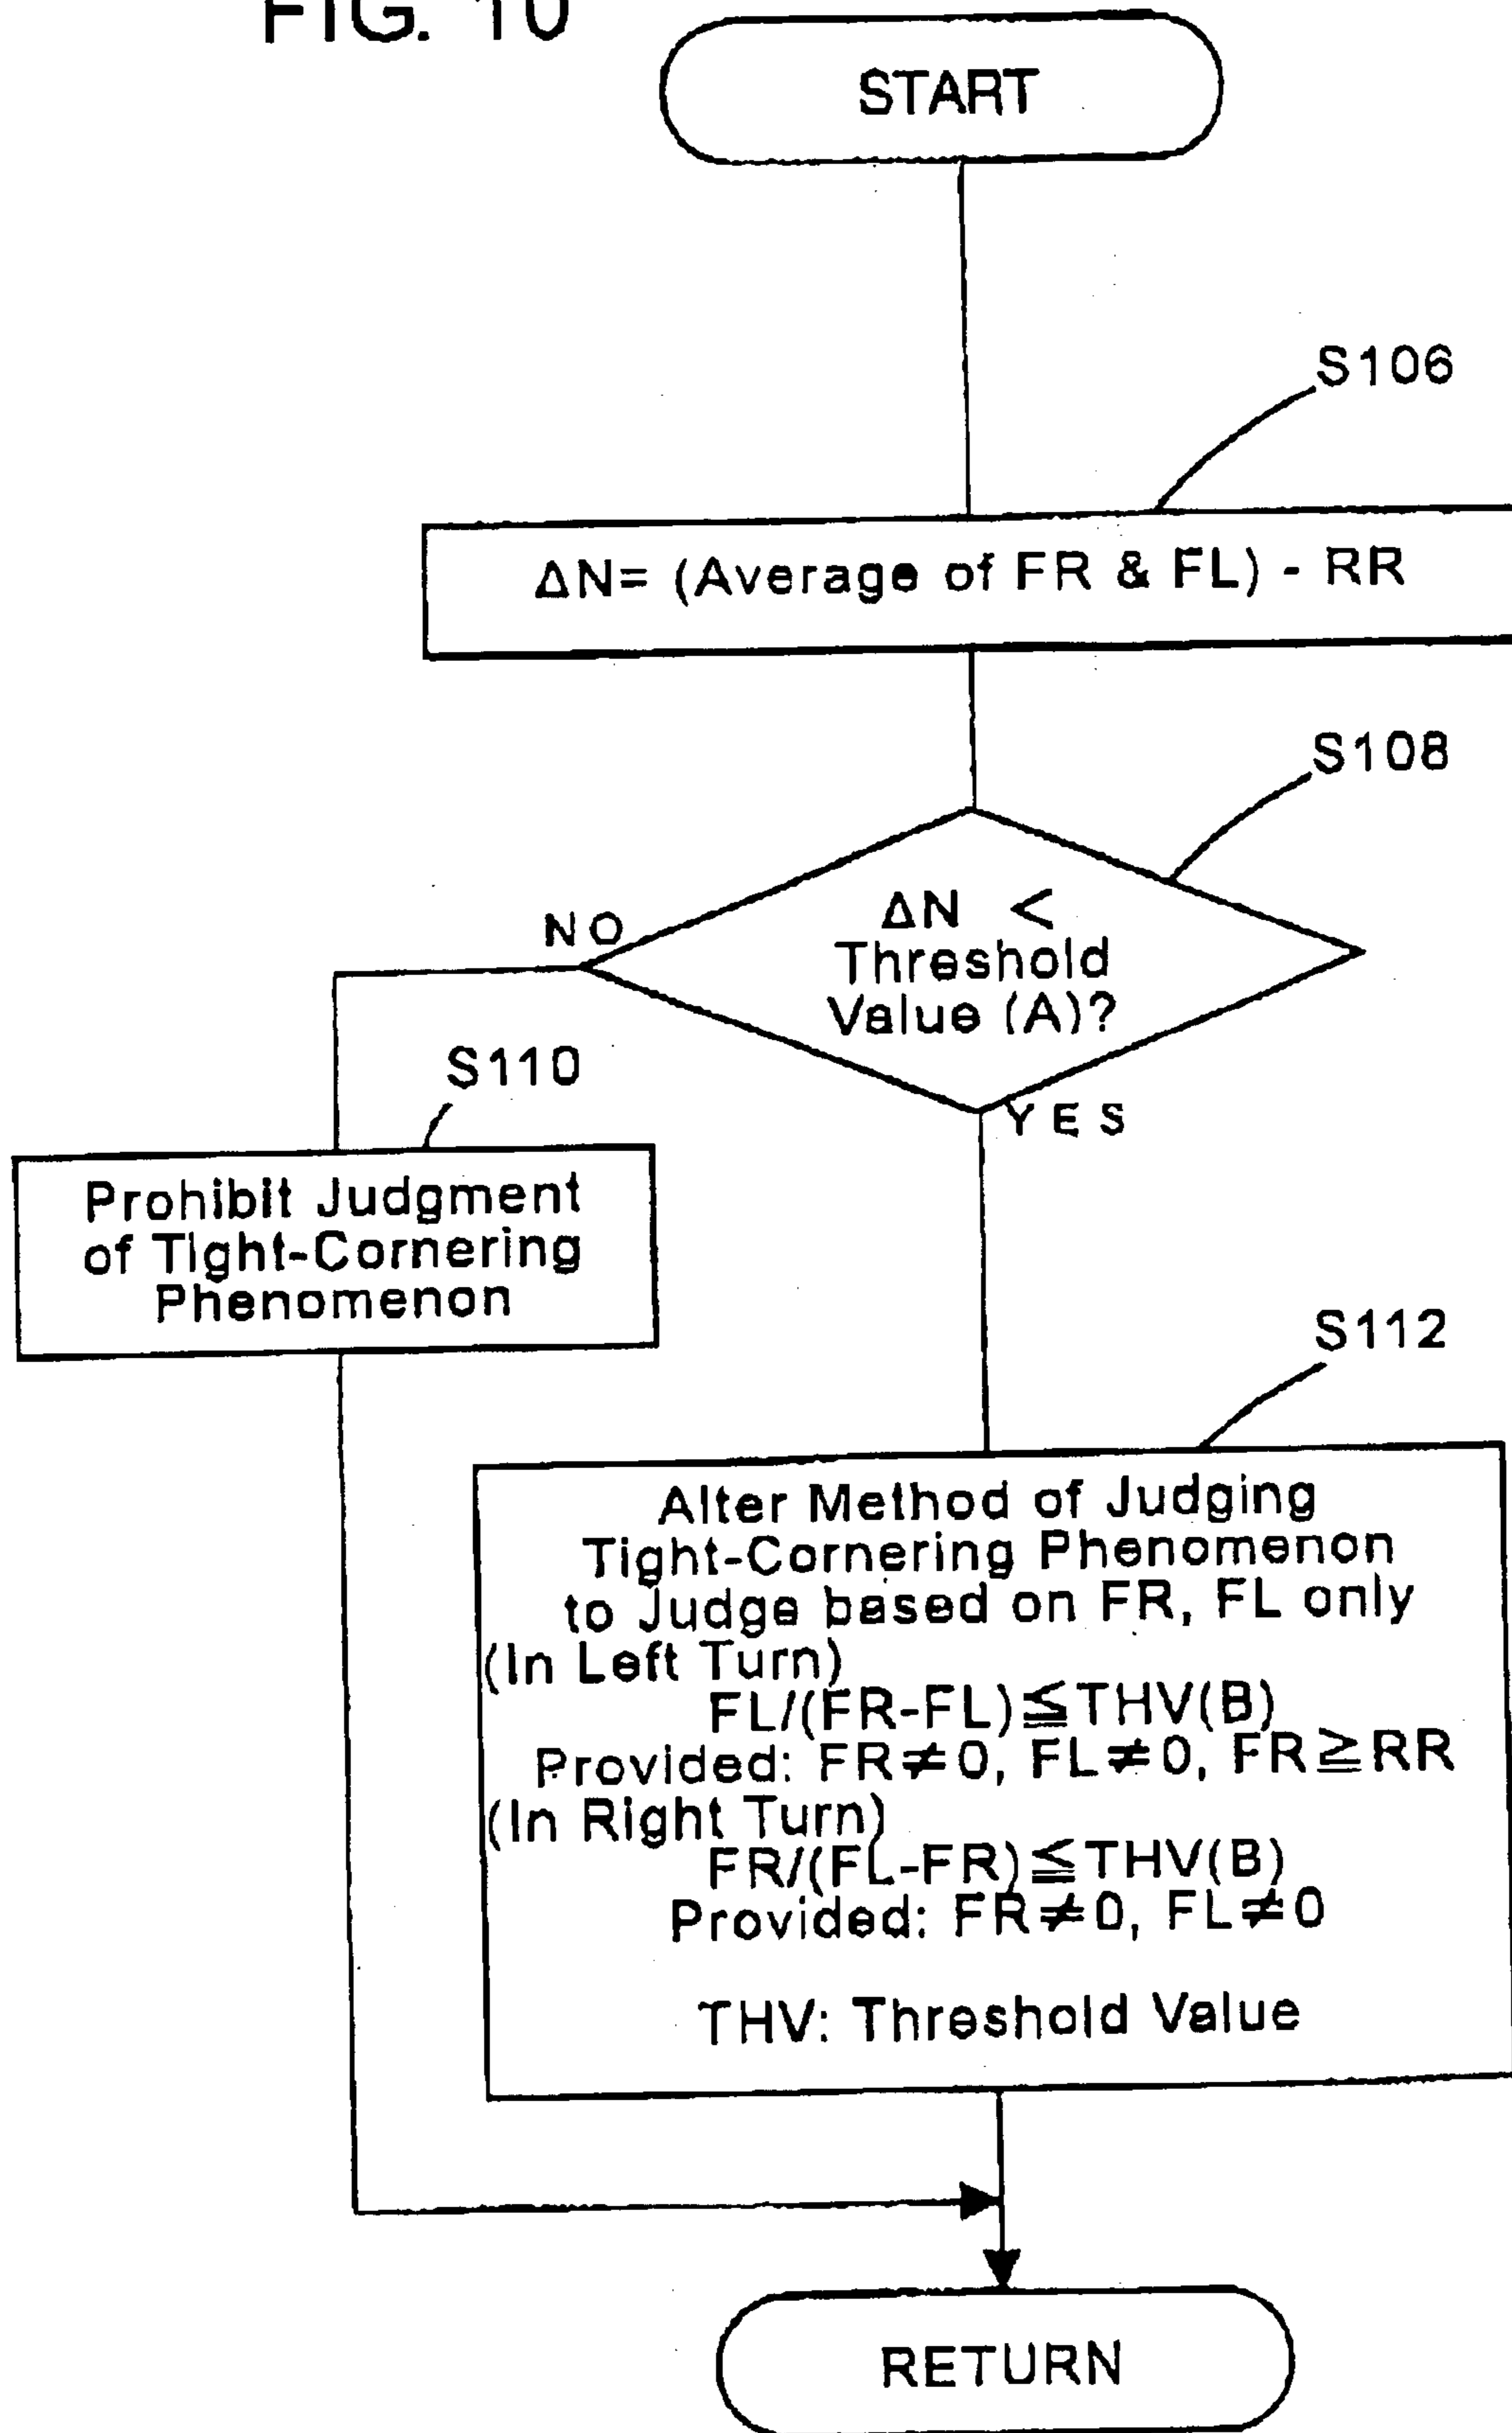 FIG. 10
START
S106
ΔN= (Average of FR & FL) - RR
S108
ΔN <
Threshold
Value (A)?
NO
YES
S110
Prohibit Judgment
of Tight-Cornering
Phenomenon
S112
Alter Method of Judging
Tight-Cornering Phenomenon
to Judge based on FR, FL only
(In Left Turn)
FL/(FR-FL)≦THV(B)
Provided: FR≠0, FL≠0, FR≧RR
(In Right Turn)
FR/(FL-FR)≦THV(B)
Provided: FR≠0, FL≠0
THV: Threshold Value
RETURN